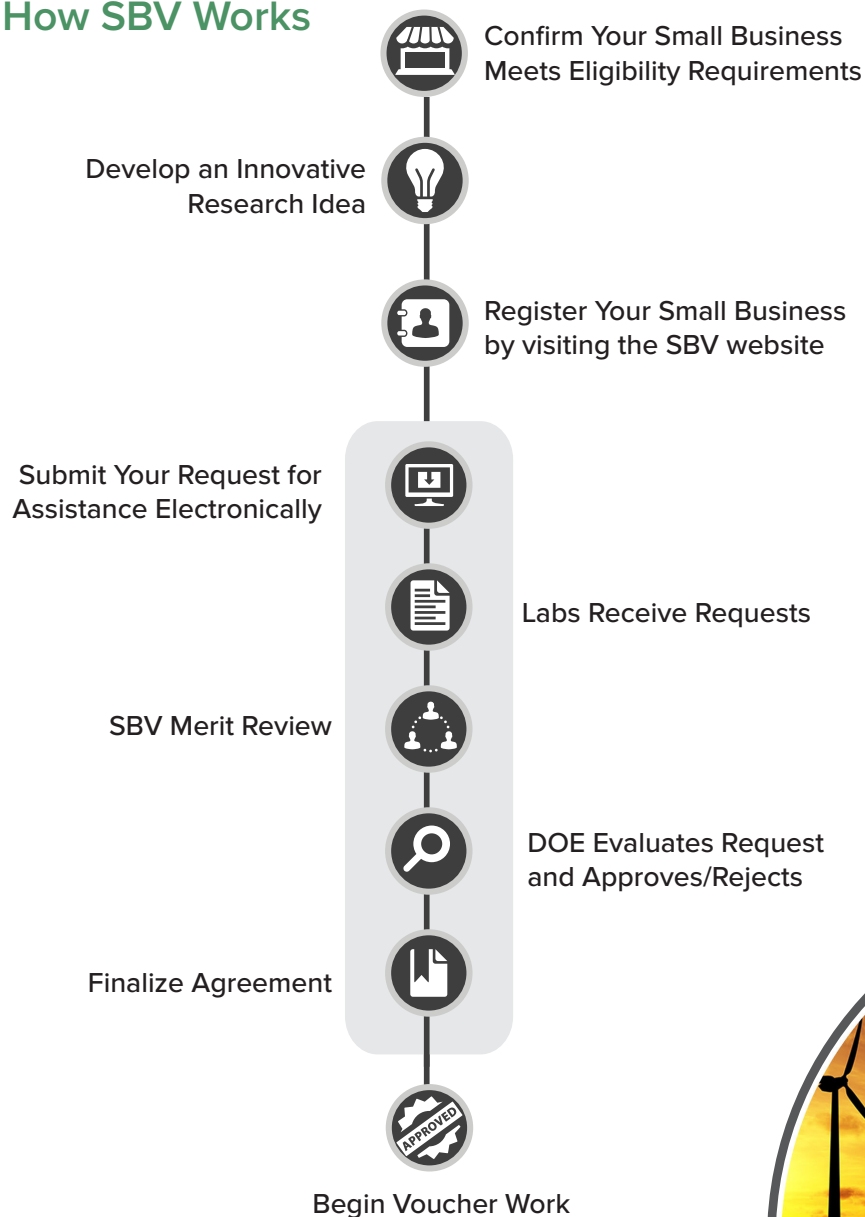 How SBV Works
Confirm Your Small Business
Meets Eligibility Requirements
Develop an Innovative
Research Idea
Register Your Small Business
by visiting the SBV website
Submit Your Request for
Assistance Electronically
Labs Receive Requests
SBV Merit Review
DOE Evaluates Request
and Approves/Rejects
Finalize Agreement
APPROVED
Begin Voucher Work